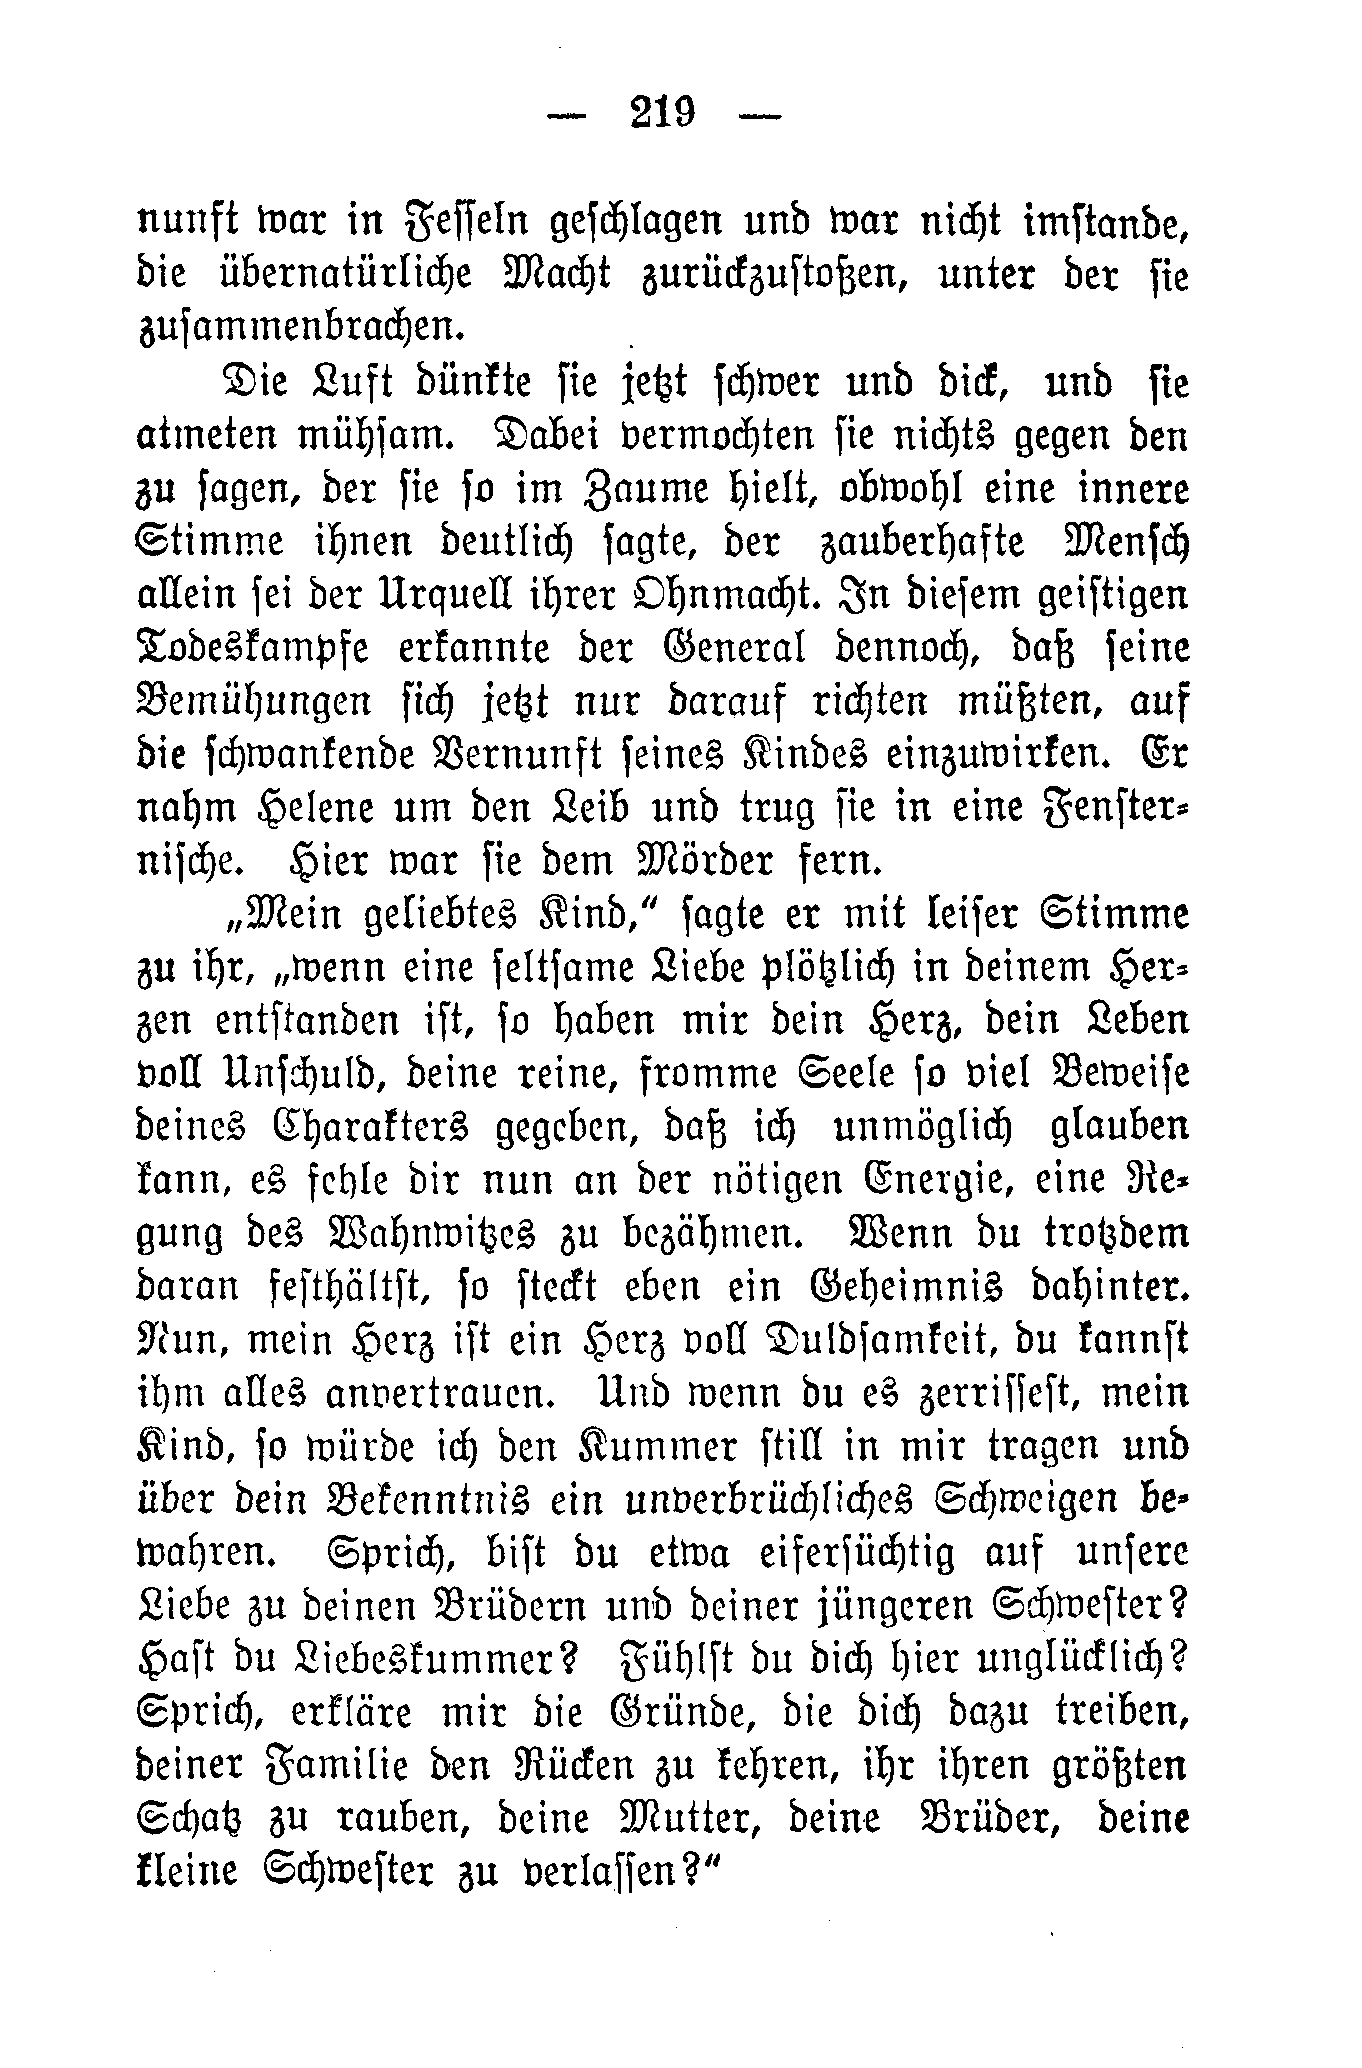 — 219 —
nunft war in Fesseln geschlagen und war nicht imstande,
die übernatürliche Macht zurückzustoßen, unter der sie
zusammenbrachen.
Die Luft dünkte sie jetzt schwer und dick, und sie
atmeten mühsam. Dabei vermochten sie nichts gegen den
zu sagen, der sie so im Zaume hielt, obwohl eine innere
Stimme ihnen deutlich sagte, der zauberhafte Mensch
allein sei der Urquell ihrer Ohnmacht. In diesem geistigen
Todeskampfe erkannte der General dennoch, daß seine
Bemühungen sich jetzt nur darauf richten müßten, auf
die schwankende Vernunft seines Kindes einzuwirken. Er
nahm Helene um den Leib und trug sie in eine Fenster-
nische. Hier war sie dem Mörder fern.
„Mein geliebtes Kind,“ sagte er mit leiser Stimme
zu ihr, „wenn eine seltsame Liebe plötzlich in deinem Her-
zen entstanden ist, so haben mir dein Herz, dein Leben
voll Unschuld, deine reine, fromme Seele so viel Beweise
deines Charakters gegeben, daß ich unmöglich glauben
kann, es fehle dir nun an der nötigen Energie, eine Re-
gung des Wahnwitzes zu bezähmen. Wenn du trotzdem
daran festhältst, so steckt eben ein Geheimnis dahinter.
Nun, mein Herz ist ein Herz voll Duldsamkeit, du kannst
ihm alles anvertrauen. Und wenn du es zerrissest, mein
Kind, so würde ich den Kummer still in mir tragen und
über dein Bekenntnis ein unverbrüchliches Schweigen be-
wahren. Sprich, bist du etwa eifersüchtig auf unsere
Liebe zu deinen Brüdern und deiner jüngeren Schwester?
Hast du Liebeskummer? Fühlst du dich hier unglücklich?
Sprich, erkläre mir die Gründe, die dich dazu treiben,
deiner Familie den Rücken zu kehren, ihr ihren größten
Schatz zu rauben, deine Mutter, deine Brüder, deine
kleine Schwester zu verlassen?“